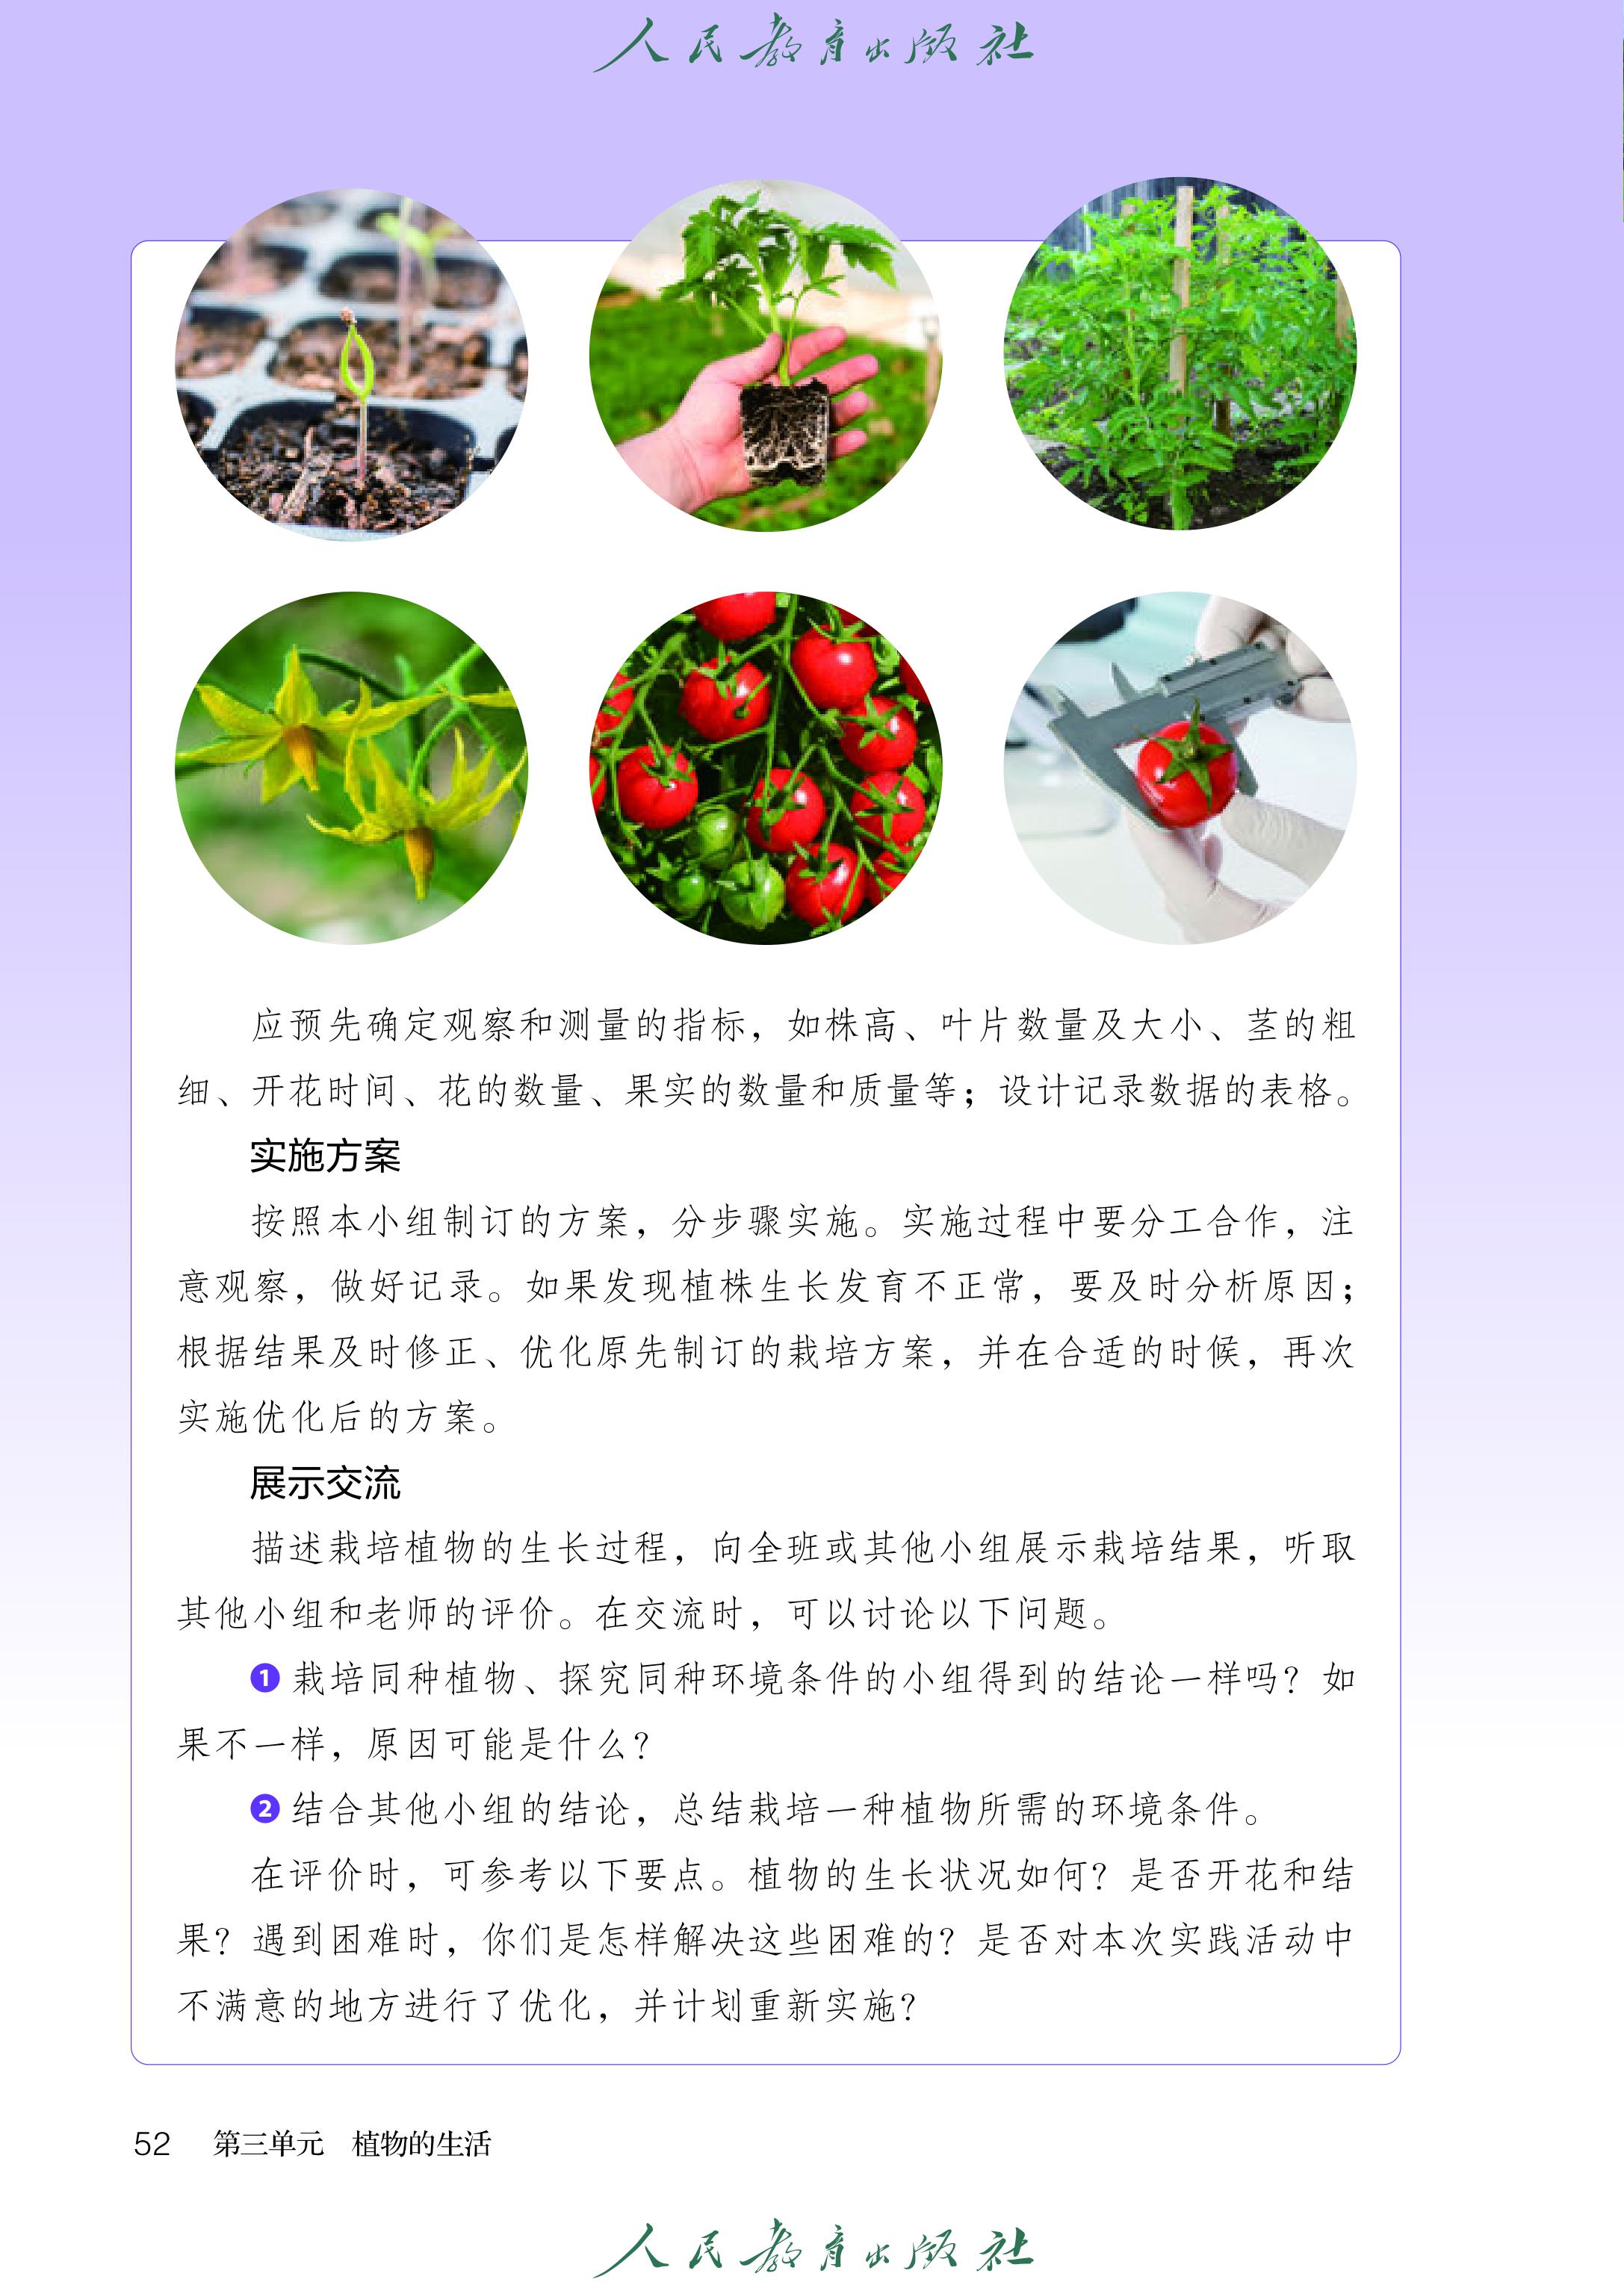 人民教育出版社
应预先确定观察和测量的指标，如株高、叶片数量及大小、茎的粗
细、开花时间、花的数量、果实的数量和质量等；设计记录数据的表格。
实施方案
按照本小组制订的方案，分步骤实施。实施过程中要分工合作，注
意观察，做好记录。如果发现植株生长发育不正常，要及时分析原因；
根据结果及时修正、优化原先制订的栽培方案，并在合适的时候，再次
实施优化后的方案。
展示交流
描述栽培植物的生长过程，向全班或其他小组展示栽培结果，听取
其他小组和老师的评价。在交流时，可以讨论以下问题。
1 栽培同种植物、探究同种环境条件的小组得到的结论一样吗？如
果不一样，原因可能是什么？
2 结合其他小组的结论，总结栽培一种植物所需的环境条件。
在评价时，可参考以下要点。植物的生长状况如何？是否开花和结
果？遇到困难时，你们是怎样解决这些困难的？是否对本次实践活动中
不满意的地方进行了优化，并计划重新实施？
52 第三单元 植物的生活
人民教育出版社